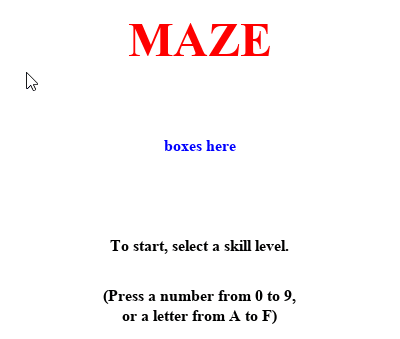 MAZE
boxes here
To start, select a skill level.
(Press a number from 0 to 9,
or a letter from A to F)